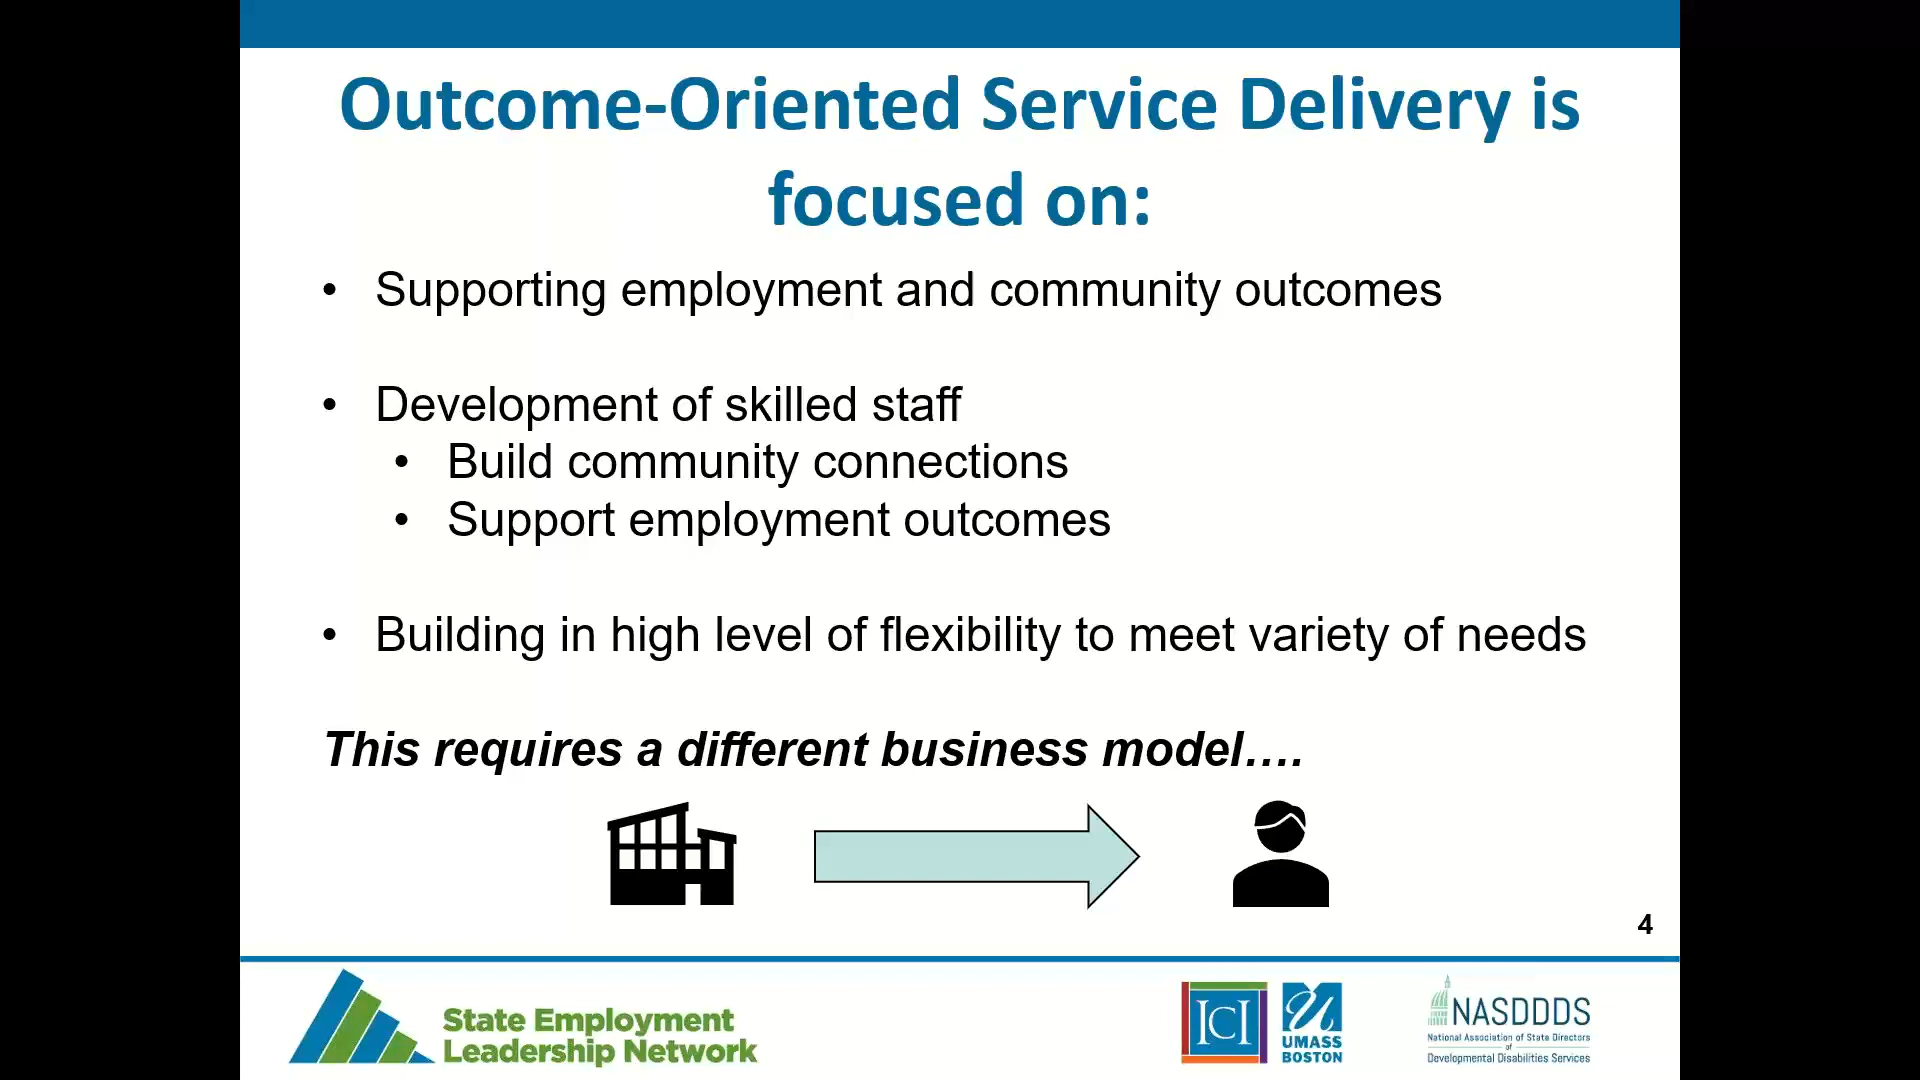 Outcome-Oriented Service Delivery is
focused on:
• Supporting employment and community outcomes
• Development of skilled staff
• Build community connections
• Support employment outcomes
• Building in high level of flexibility to meet variety of needs
This requires a different business model….
4
State Employment
Leadership Network
ICI
UMASS
BOSTON
NASDDDS
National Association of State Directors
of
Developmental Disabilities Services